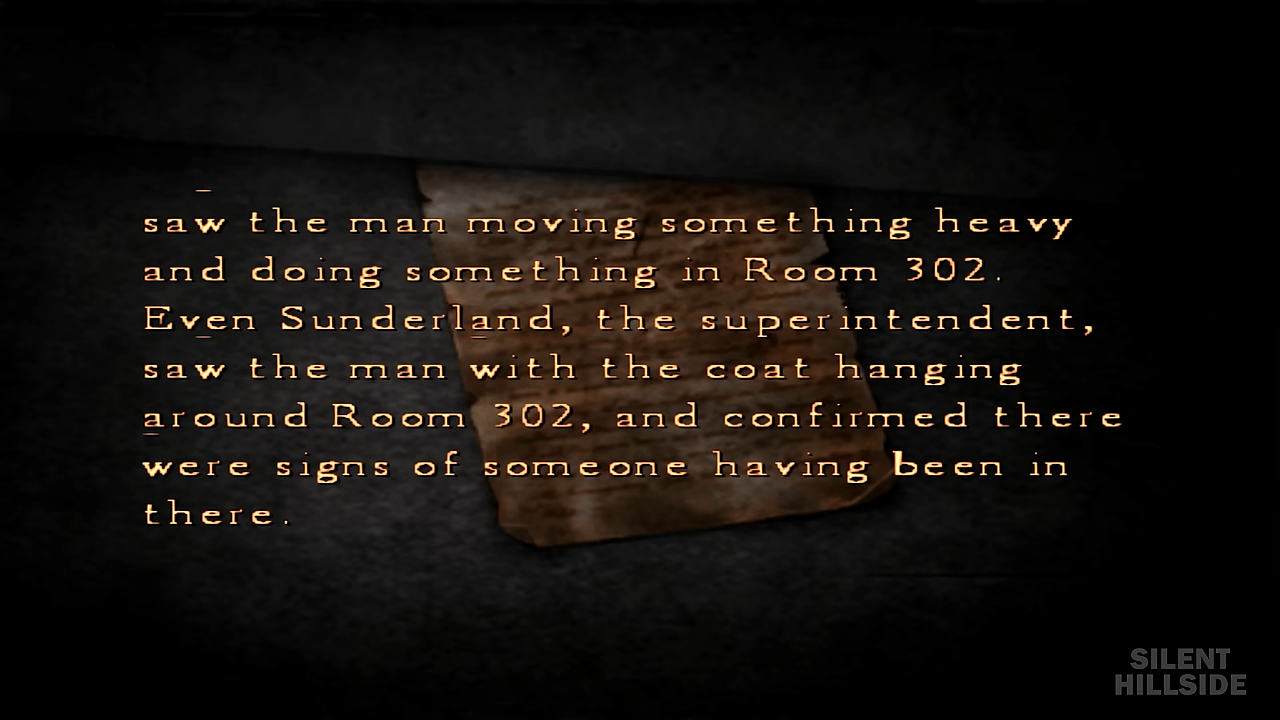 saw the man moving something heavy
and doing something in Room 302.
Even Sunderland, the superintendent,
saw the man with the coat hanging
around Room 302, and confirmed there
were signs of someone having been in
there.
SILENT
HILLSIDE